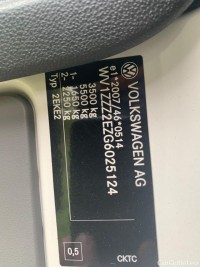 VOLKSWAGEN AG
e1*2007/46*0514
WV1ZZZ2EZG6025124
3500 kg
5500 kg
1- 1650 kg
2- 2250 kg
Typ 2EKE2
0,5
CKTC